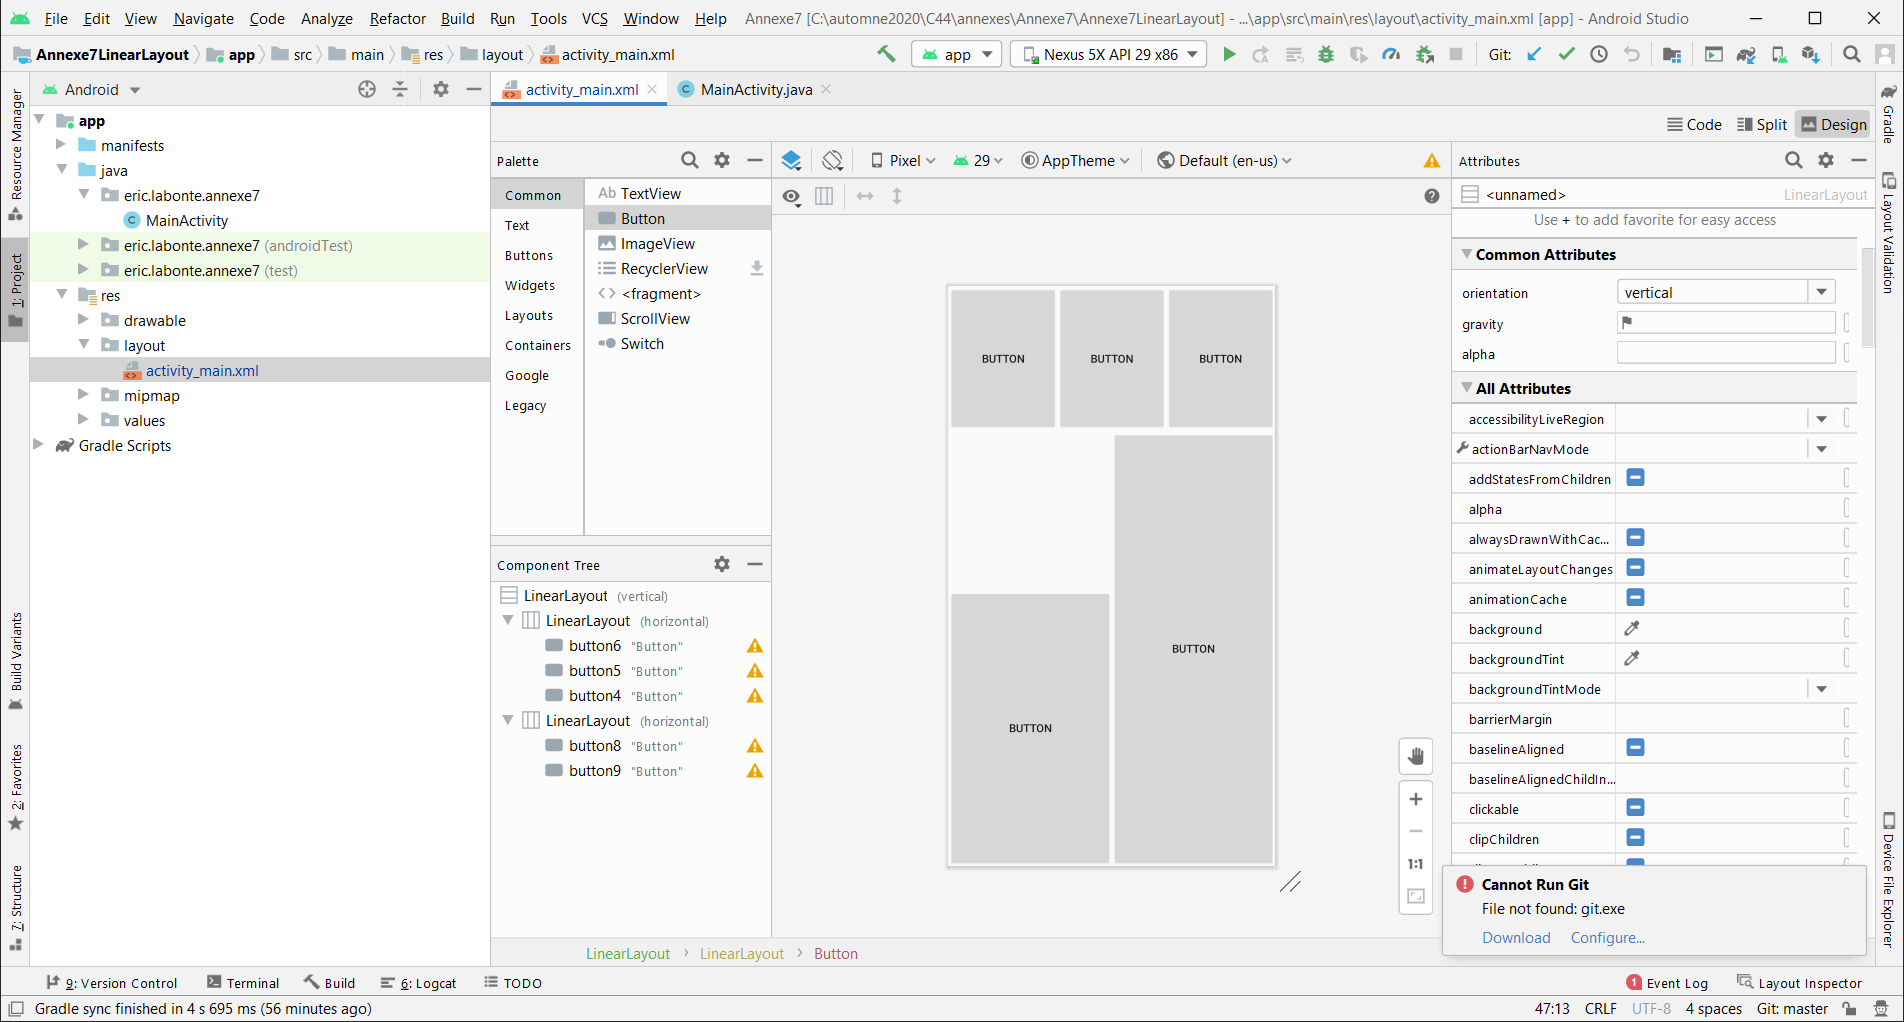 File Edit View Navigate Code Analyze Refactor Build Run Tools VCS Window Help Annexe7 [C:\automne2020\C44\annexes\Annexe7\Annexe7LinearLayout] - ...\app\src\main\res\layout\activity_main.xml [app] - Android Studio
Annexe7LinearLayout app src main res layout activity_main.xml app Nexus 5X API 29 x86 Git:
Android
activity_main.xml MainActivity.java
Code Split Design
Resource Manager
1: Project
Build Variants
2: Favorites
7: Structure
app
manifests
java
eric.labonte.annexe7
MainActivity
eric.labonte.annexe7 (androidTest)
eric.labonte.annexe7 (test)
res
drawable
layout
activity_main.xml
mipmap
values
Gradle Scripts
Palette
Common
Text
Buttons
Widgets
Layouts
Containers
Google
Legacy
Ab TextView
Button
ImageView
RecyclerView
<fragment>
ScrollView
Switch
Component Tree
LinearLayout (vertical)
LinearLayout (horizontal)
button6 "Button"
button5 "Button"
button4 "Button"
LinearLayout (horizontal)
button8 "Button"
button9 "Button"
Pixel 29 AppTheme Default (en-us)
BUTTON BUTTON BUTTON
BUTTON
BUTTON
1:1
LinearLayout > LinearLayout > Button
Attributes
<unnamed> LinearLayout
Use + to add favorite for easy access
Common Attributes
orientation vertical
gravity
alpha
All Attributes
accessibilityLiveRegion
actionBarNavMode
addStatesFromChildren
alpha
alwaysDrawnWithCac...
animateLayoutChanges
animationCache
background
backgroundTint
backgroundTintMode
barrierMargin
baselineAligned
baselineAlignedChildIn...
clickable
clipChildren
Cannot Run Git
File not found: git.exe
Download Configure...
Gradle
Layout Validation
Device File Explorer
9: Version Control Terminal Build 6: Logcat TODO 1 Event Log Layout Inspector
Gradle sync finished in 4 s 695 ms (56 minutes ago) 47:13 CRLF UTF-8 4 spaces Git: master